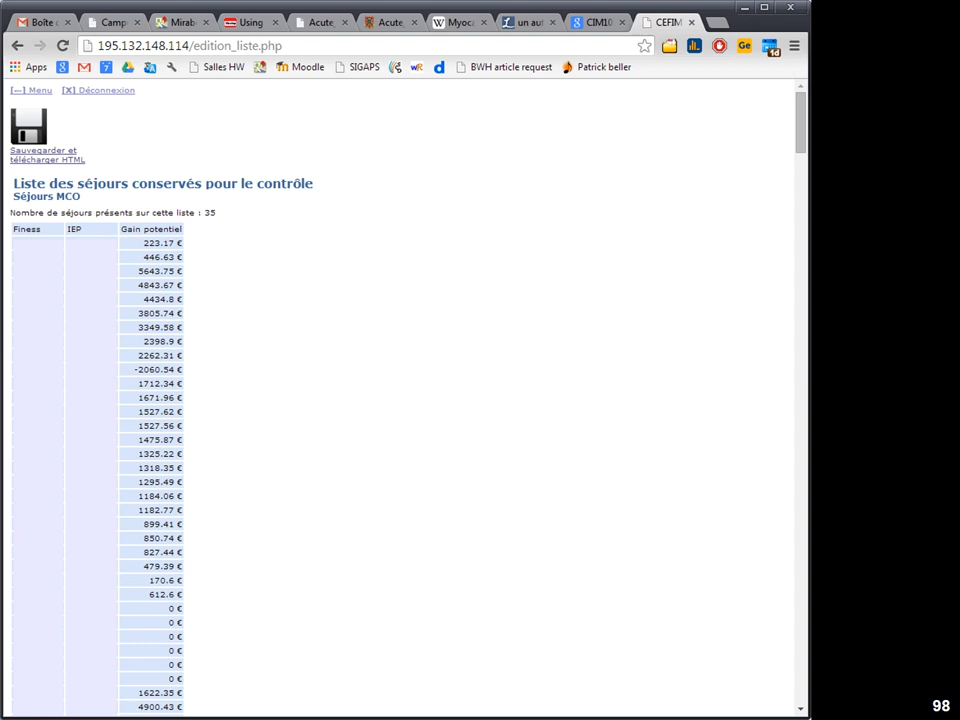 Boîte
Camp
Mirab
Using
Acute
Acute
Myoca
un aut
CIM10
CEFIM
195.132.148.114/edition_liste.php
Apps
Salles HW
Moodle
SIGAPS
BWH article request
Patrick beller
[←] Menu [X] Déconnexion
Sauvegarder et
télécharger HTML
Liste des séjours conservés pour le contrôle
Séjours MCO
Nombre de séjours présents sur cette liste : 35
Finess IEP Gain potentiel
223.17 €
446.63 €
5643.75 €
4843.67 €
4434.8 €
3805.74 €
3349.58 €
2398.9 €
2262.31 €
-2060.54 €
1712.34 €
1671.96 €
1527.62 €
1527.56 €
1475.87 €
1325.22 €
1318.35 €
1295.49 €
1184.06 €
1182.77 €
899.41 €
850.74 €
827.44 €
479.39 €
170.6 €
612.6 €
0 €
0 €
0 €
0 €
0 €
0 €
1622.35 €
4900.43 €
98